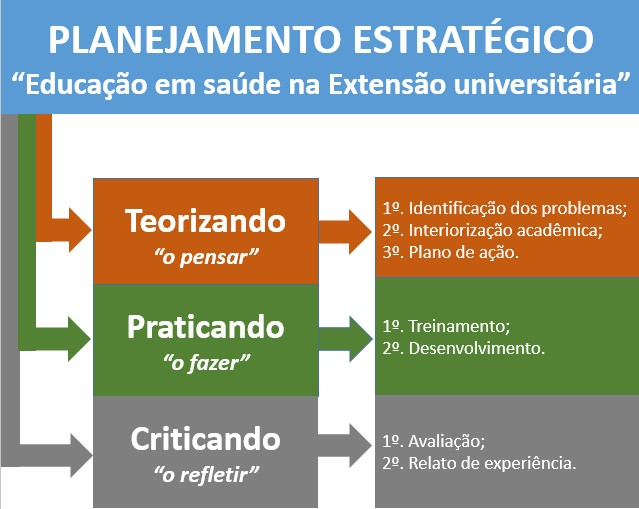 PLANEJAMENTO ESTRATÉGICO
“Educação em saúde na Extensão universitária”
Teorizando
“o pensar”
1º. Identificação dos problemas;
2º. Interiorização acadêmica;
3º. Plano de ação.
Praticando
“o fazer”
1º. Treinamento;
2º. Desenvolvimento.
Criticando
“o refletir”
1º. Avaliação;
2º. Relato de experiência.